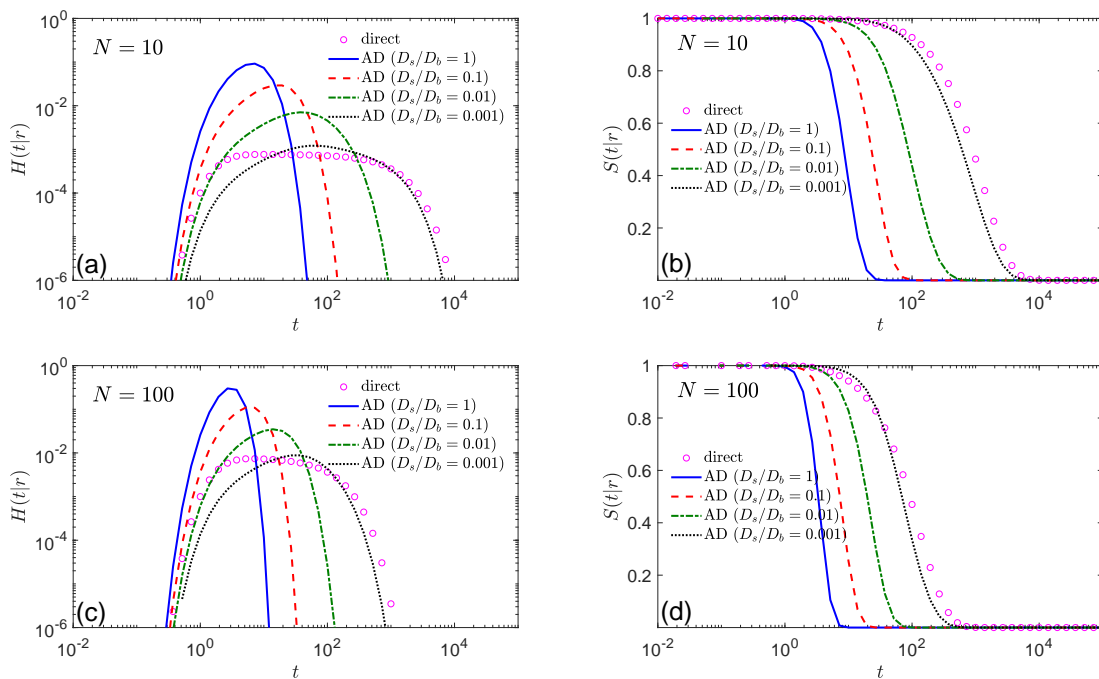 N = 10
direct
AD (D_s/D_b = 1)
AD (D_s/D_b = 0.1)
AD (D_s/D_b = 0.01)
AD (D_s/D_b = 0.001)
H(t|r)
10^0
10^-2
10^-4
10^-6
(a)
10^-2
10^0
10^2
10^4
t
N = 10
direct
AD (D_s/D_b = 1)
AD (D_s/D_b = 0.1)
AD (D_s/D_b = 0.01)
AD (D_s/D_b = 0.001)
S(t|r)
1
0.8
0.6
0.4
0.2
0
(b)
10^-2
10^0
10^2
10^4
t
N = 100
direct
AD (D_s/D_b = 1)
AD (D_s/D_b = 0.1)
AD (D_s/D_b = 0.01)
AD (D_s/D_b = 0.001)
H(t|r)
10^0
10^-2
10^-4
10^-6
(c)
10^-2
10^0
10^2
10^4
t
N = 100
direct
AD (D_s/D_b = 1)
AD (D_s/D_b = 0.1)
AD (D_s/D_b = 0.01)
AD (D_s/D_b = 0.001)
S(t|r)
1
0.8
0.6
0.4
0.2
0
(d)
10^-2
10^0
10^2
10^4
t